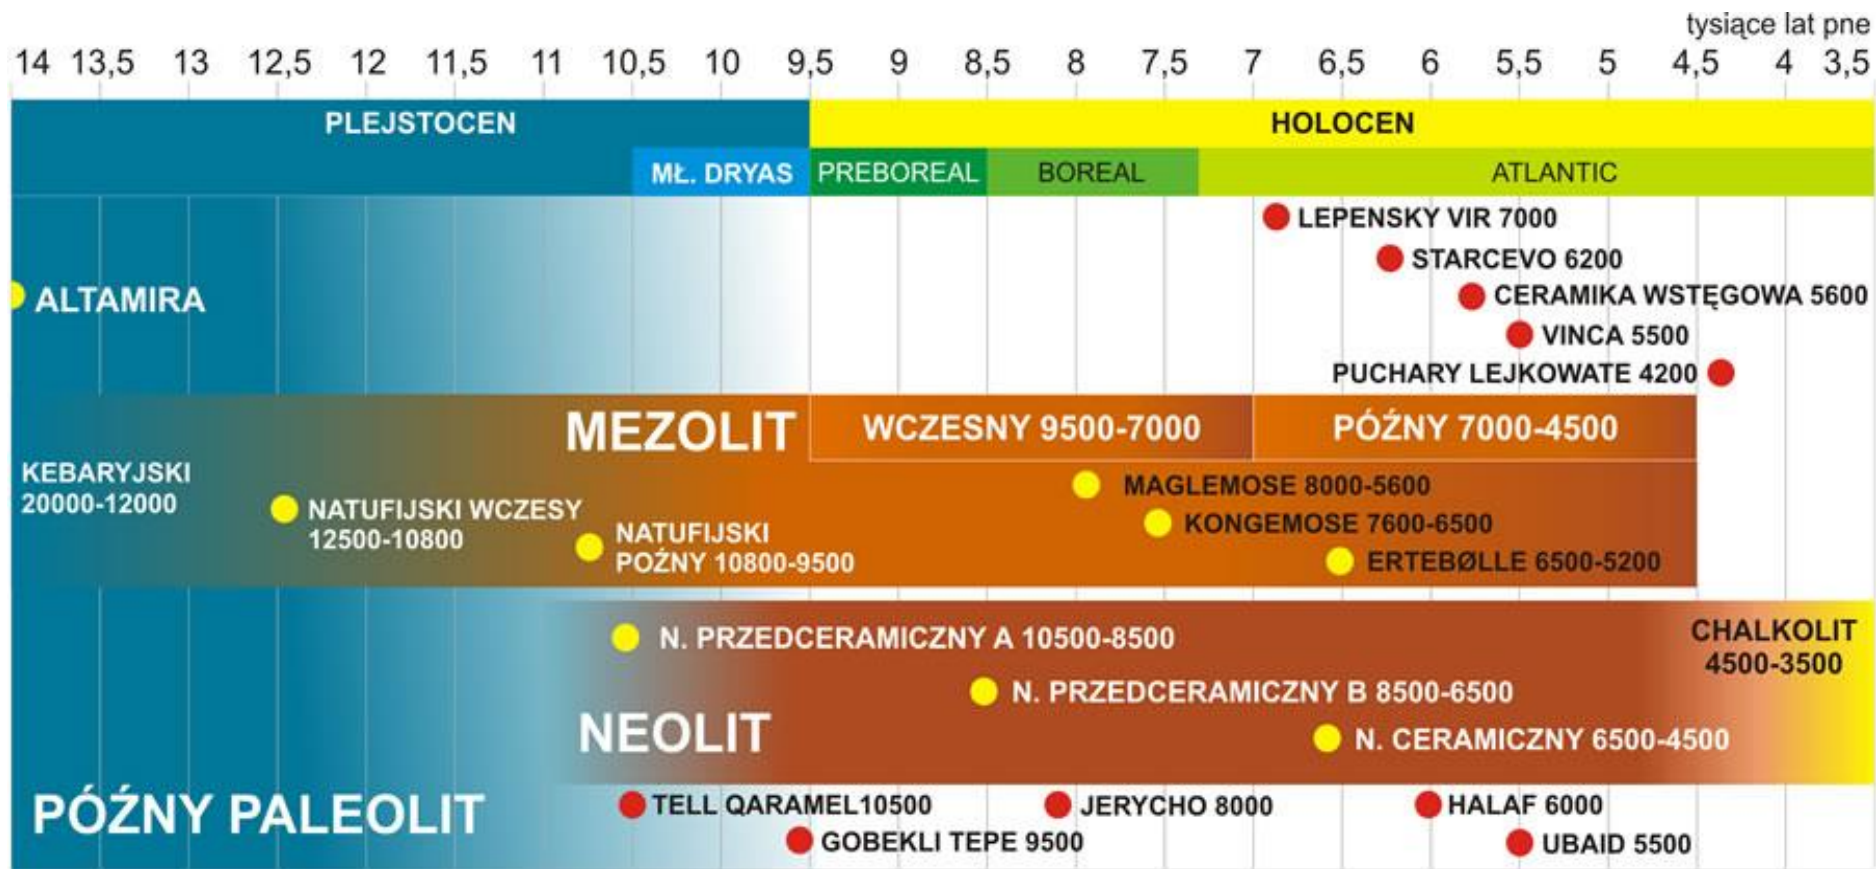 tysiące lat pne
14 13,5 13 12,5 12 11,5 11 10,5 10 9,5 9 8,5 8 7,5 7 6,5 6 5,5 5 4,5 4 3,5
PLEJSTOCEN HOLOCEN
MŁ. DRYAS PREBOREAL BOREAL ATLANTIC
LEPENSKY VIR 7000
STARCEVO 6200
ALTAMIRA
CERAMIKA WSTĘGOWA 5600
VINCA 5500
PUCHARY LEJKOWATE 4200
MEZOLIT WCZESNY 9500-7000 PÓŹNY 7000-4500
KEBARYJSKI
20000-12000
NATUFIJSKI WCZESY
12500-10800
NATUFIJSKI
POŹNY 10800-9500
MAGLEMOSE 8000-5600
KONGEMOSE 7600-6500
ERTEBØLLE 6500-5200
N. PRZEDCERAMICZNY A 10500-8500
CHALKOLIT
4500-3500
N. PRZEDCERAMICZNY B 8500-6500
NEOLIT
N. CERAMICZNY 6500-4500
PÓŹNY PALEOLIT
TELL QARAMEL10500
JERYCHO 8000
HALAF 6000
GOBEKLI TEPE 9500
UBAID 5500